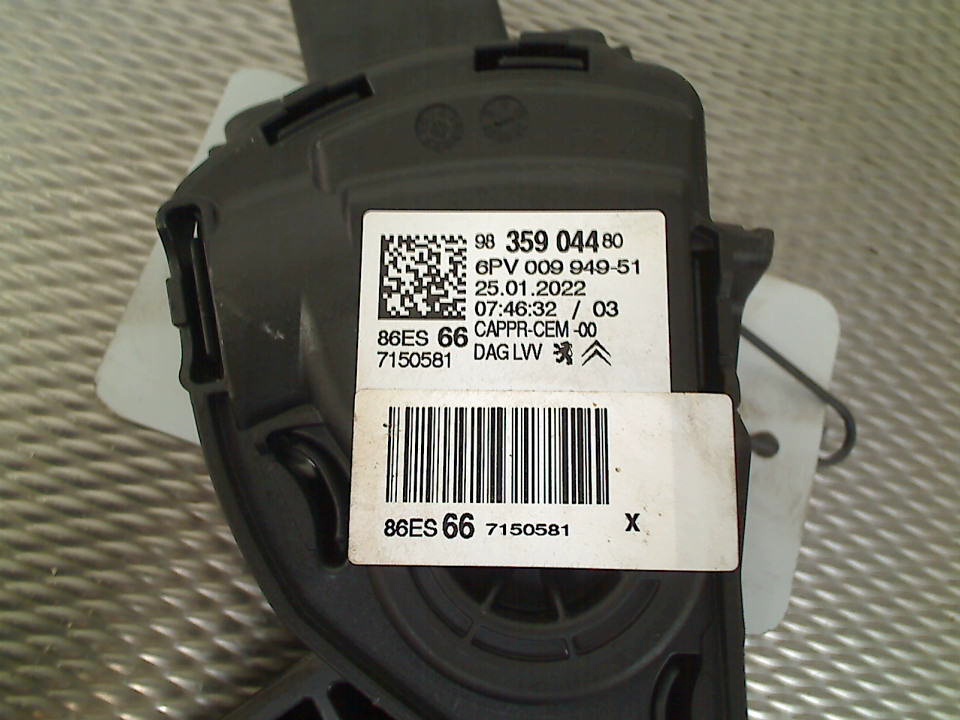 98 359 044 80
6PV 009 949-51
25.01.2022
07:46:32 / 03
86ES 66 CAPPR-CEM -00
7150581 DAG LVV
86ES 66 7150581 X